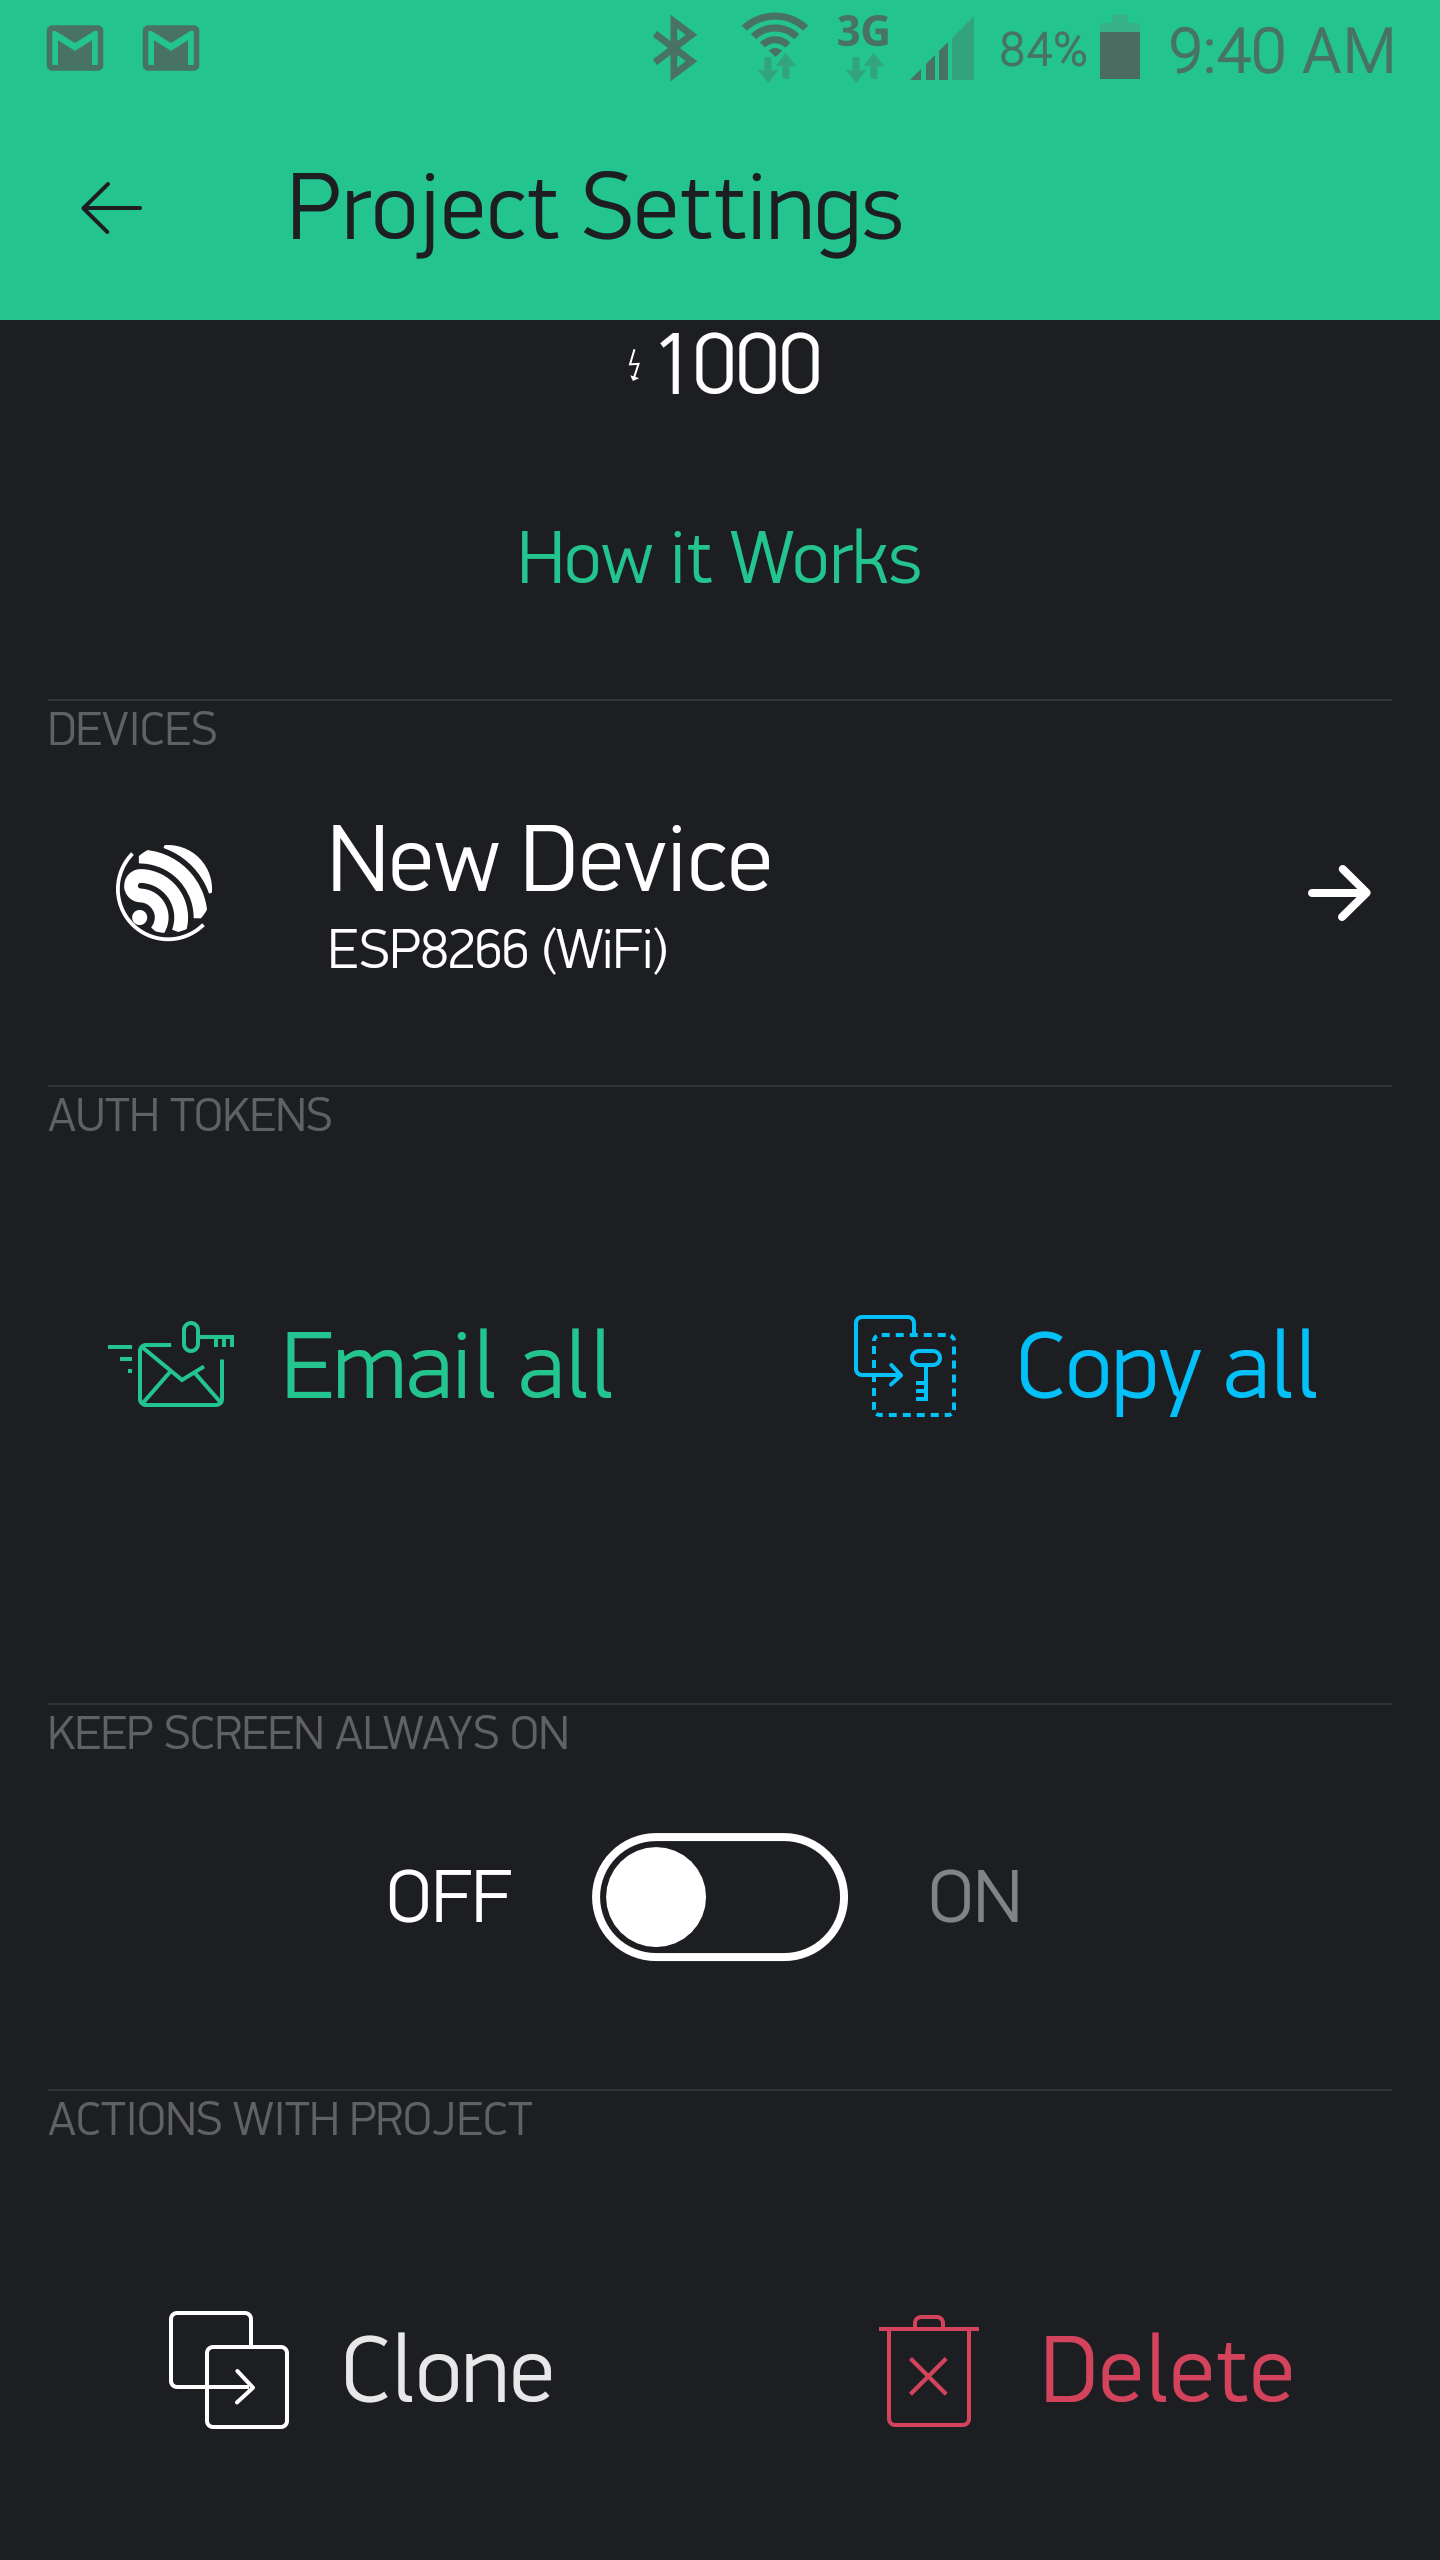 3G 84% 9:40 AM
Project Settings
1000
How it Works
DEVICES
New Device
ESP8266 (WiFi)
AUTH TOKENS
Email all Copy all
KEEP SCREEN ALWAYS ON
OFF ON
ACTIONS WITH PROJECT
Clone Delete